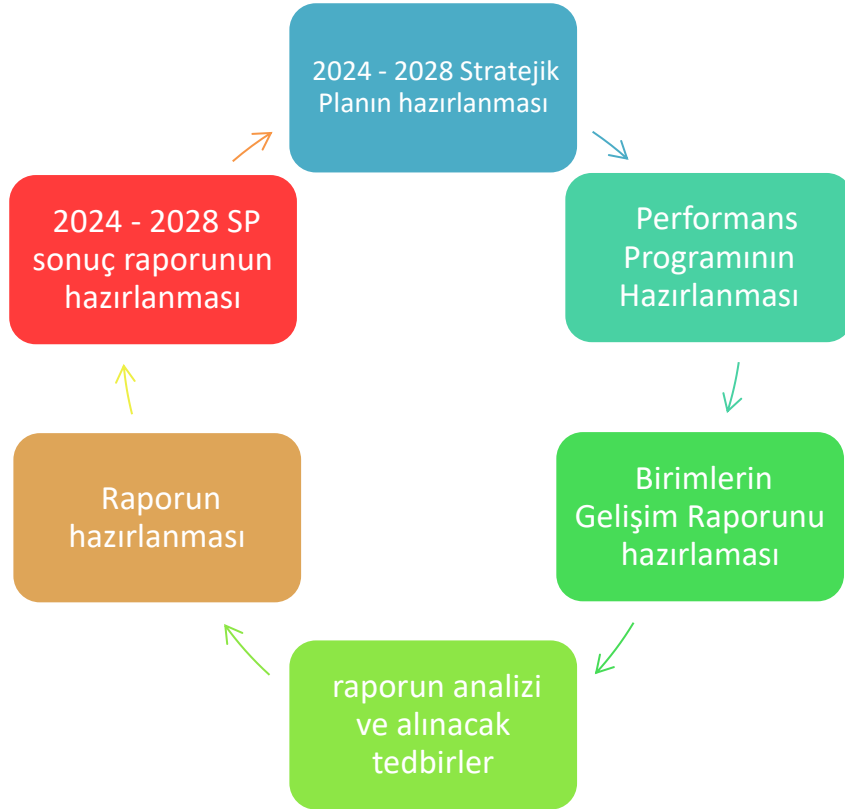 2024 - 2028 Stratejik
Planın hazırlanması
Performans
Programının
Hazırlanması
Birimlerin
Gelişim Raporunu
hazırlaması
raporun analizi
ve alınacak
tedbirler
Raporun
hazırlanması
2024 - 2028 SP
sonuç raporunun
hazırlanması